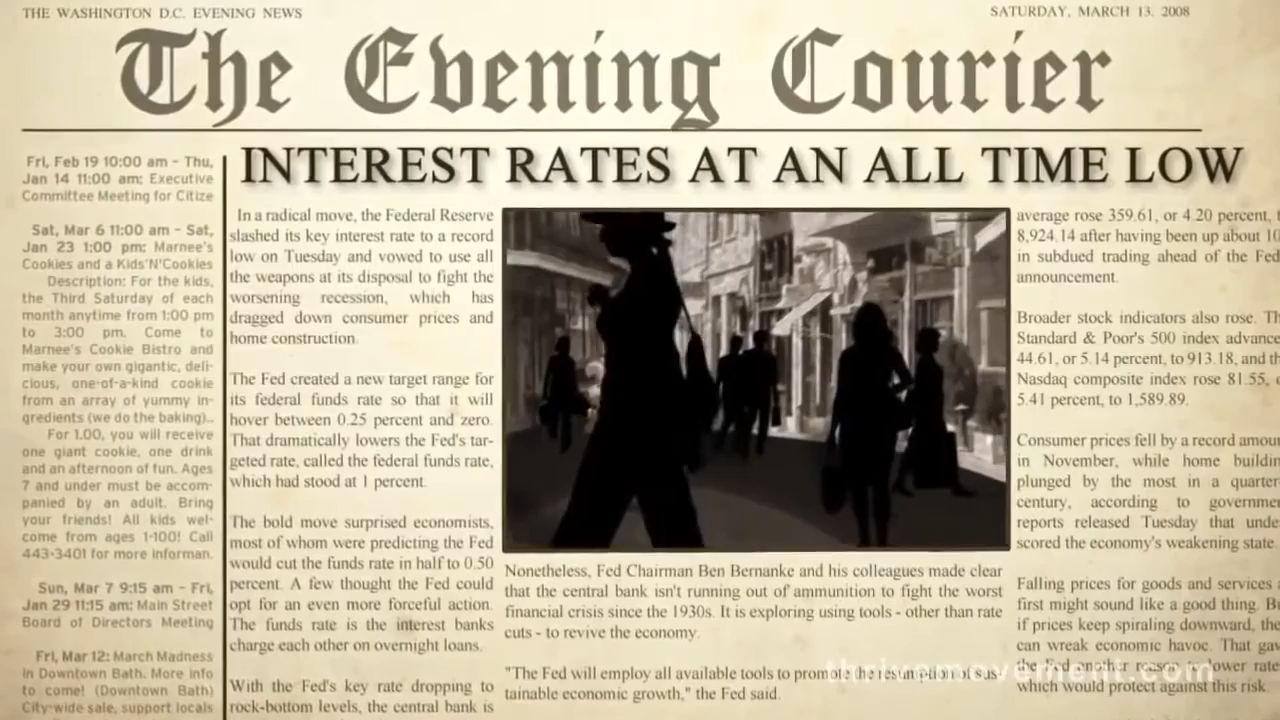 THE WASHINGTON D.C. EVENING NEWS
SATURDAY, MARCH 13. 2008
The Evening Courier
INTEREST RATES AT AN ALL TIME LOW
Fri, Feb 19 10:00 am - Thu,
Jan 14 11:00 am: Executive
Committee Meeting for Citize
Sat, Mar 6 11:00 am - Sat,
Jan 23 1:00 pm: Marnee's
Cookies and a Kids'N'Cookies
Description: For the kids,
the Third Saturday of each
month anytime from 1:00 pm
to 3:00 pm. Come to
Marnee's Cookie Bistro and
make your own gigantic, deli-
cious, one-of-a-kind cookie
from an array of yummy in-
gredients (we do the baking)..
For 1.00, you will receive
one giant cookie, one drink
and an afternoon of fun. Ages
7 and under must be accom-
panied by an adult. Bring
your friends! All kids wel-
come from ages 1-100! Call
443-3401 for more informan.
Sun, Mar 7 9:15 am - Fri,
Jan 29 11:15 am: Main Street
Board of Directors Meeting
Fri, Mar 12: March Madness
in Downtown Bath. More info
to come! (Downtown Bath)
City-wide sale, support locals
In a radical move, the Federal Reserve
slashed its key interest rate to a record
low on Tuesday and vowed to use all
the weapons at its disposal to fight the
worsening recession, which has
dragged down consumer prices and
home construction.
The Fed created a new target range for
its federal funds rate so that it will
hover between 0.25 percent and zero.
That dramatically lowers the Fed's tar-
geted rate, called the federal funds rate,
which had stood at 1 percent.
The bold move surprised economists,
most of whom were predicting the Fed
would cut the funds rate in half to 0.50
percent. A few thought the Fed could
opt for an even more forceful action.
The funds rate is the interest banks
charge each other on overnight loans.
With the Fed's key rate dropping to
rock-bottom levels, the central bank is
Nonetheless, Fed Chairman Ben Bernanke and his colleagues made clear
that the central bank isn't running out of ammunition to fight the worst
financial crisis since the 1930s. It is exploring using tools - other than rate
cuts - to revive the economy.
"The Fed will employ all available tools to promote the resumption of sus-
tainable economic growth," the Fed said.
average rose 359.61, or 4.20 percent, t
8,924.14 after having been up about 10
in subdued trading ahead of the Fed
announcement.
Broader stock indicators also rose. Th
Standard & Poor's 500 index advance
44.61, or 5.14 percent, to 913.18, and th
Nasdaq composite index rose 81.55, o
5.41 percent, to 1,589.89.
Consumer prices fell by a record amoun
in November, while home buildin
plunged by the most in a quarter
century, according to governmen
reports released Tuesday that unde
scored the economy's weakening state.
Falling prices for goods and services a
first might sound like a good thing. Bu
if prices keep spiraling downward, the
can weak economic havoc. That gav
the Fed another reason to lower rate
which would protect against this risk.
thrivemovement.com